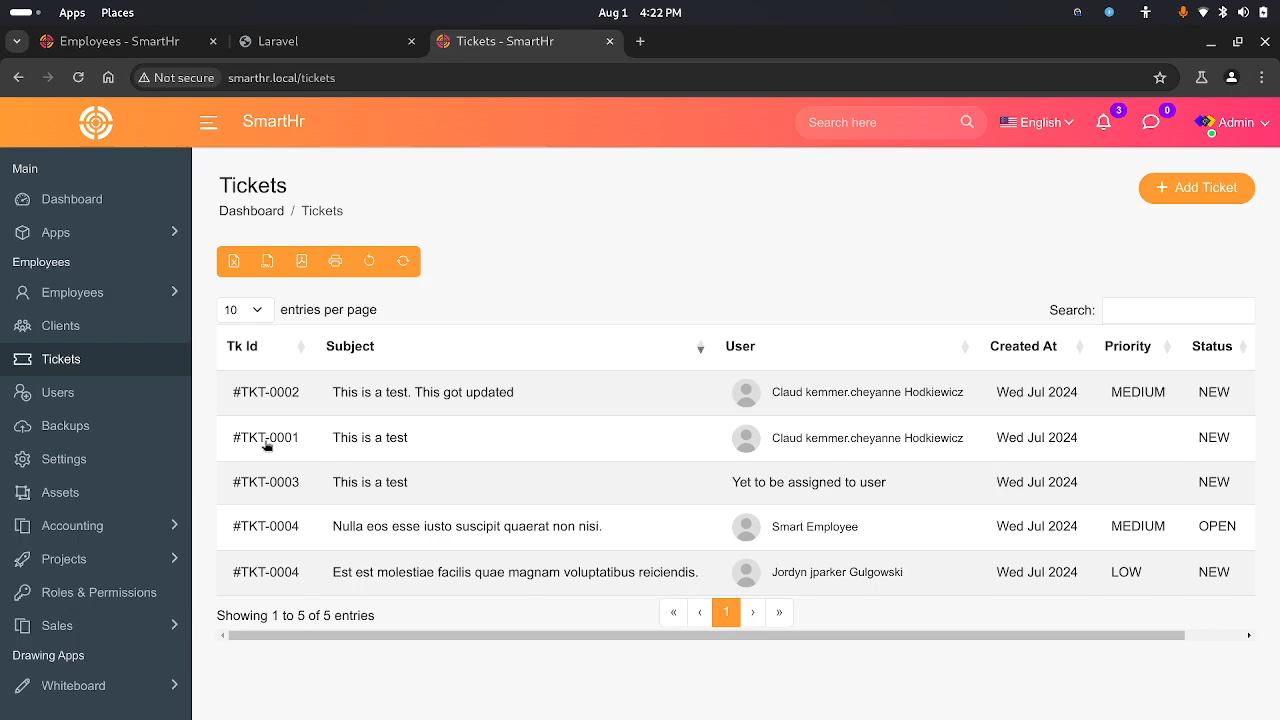 Apps Places Aug 1 4:22 PM
Employees - SmartHr Laravel Tickets - SmartHr
Not secure smarthr.local/tickets
SmartHr Search here English 3 0 Admin
Main
Dashboard
Apps
Employees
Employees
Clients
Tickets
Users
Backups
Settings
Assets
Accounting
Projects
Roles & Permissions
Sales
Drawing Apps
Whiteboard
Tickets
Dashboard / Tickets
+ Add Ticket
10 entries per page Search:
Tk Id Subject User Created At Priority Status
#TKT-0002 This is a test. This got updated Claud kemmer.cheyanne Hodkiewicz Wed Jul 2024 MEDIUM NEW
#TKT-0001 This is a test Claud kemmer.cheyanne Hodkiewicz Wed Jul 2024 NEW
#TKT-0003 This is a test Yet to be assigned to user Wed Jul 2024 NEW
#TKT-0004 Nulla eos esse iusto suscipit quaerat non nisi. Smart Employee Wed Jul 2024 MEDIUM OPEN
#TKT-0004 Est est molestiae facilis quae magnam voluptatibus reiciendis. Jordyn jparker Gulgowski Wed Jul 2024 LOW NEW
Showing 1 to 5 of 5 entries « ‹ 1 › »